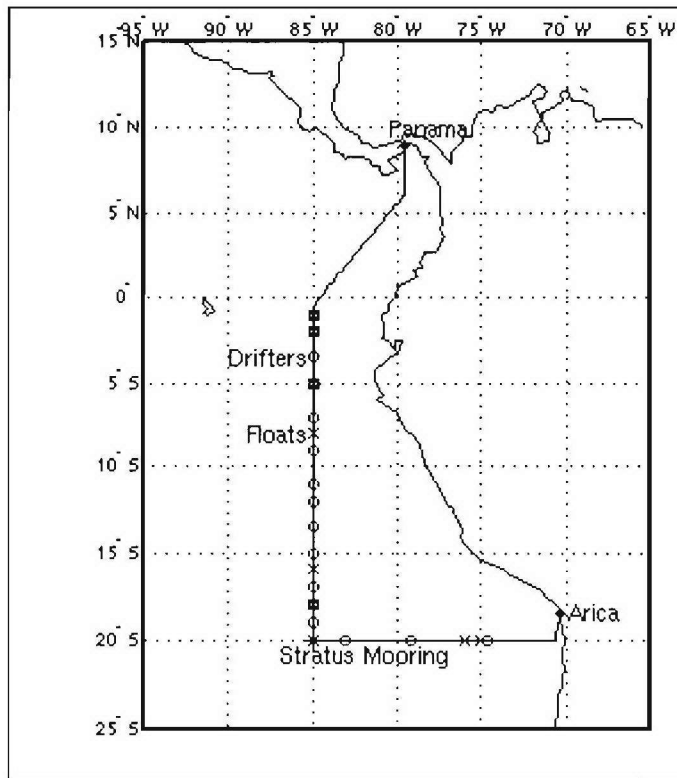 -95° W 90° W 85° W 80° W 75° W 70° W 65° W
15° N
Panama
10° N
5° N
0°
Drifters
5° S
Floats
10° S
15° S
Arica
20° S
Stratus Mooring
25° S